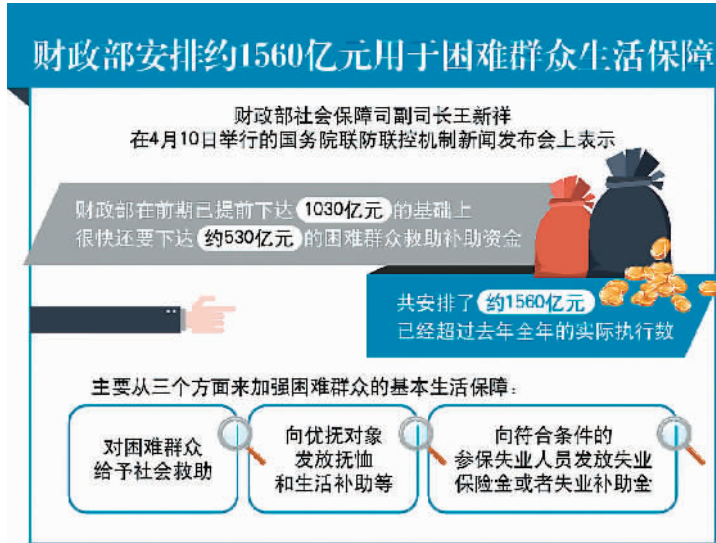 财政部安排约1560亿元用于困难群众生活保障
财政部社会保障司副司长王新祥
在4月10日举行的国务院联防联控机制新闻发布会上表示
财政部在前期已提前下达1030亿元的基础上
很快还要下达约530亿元的困难群众救助补助资金
共安排了约1560亿元
已经超过去年全年的实际执行数
主要从三个方面来加强困难群众的基本生活保障：
对困难群众
给予社会救助
向优抚对象
发放抚恤
和生活补助等
向符合条件的
参保失业人员发放失业
保险金或者失业补助金